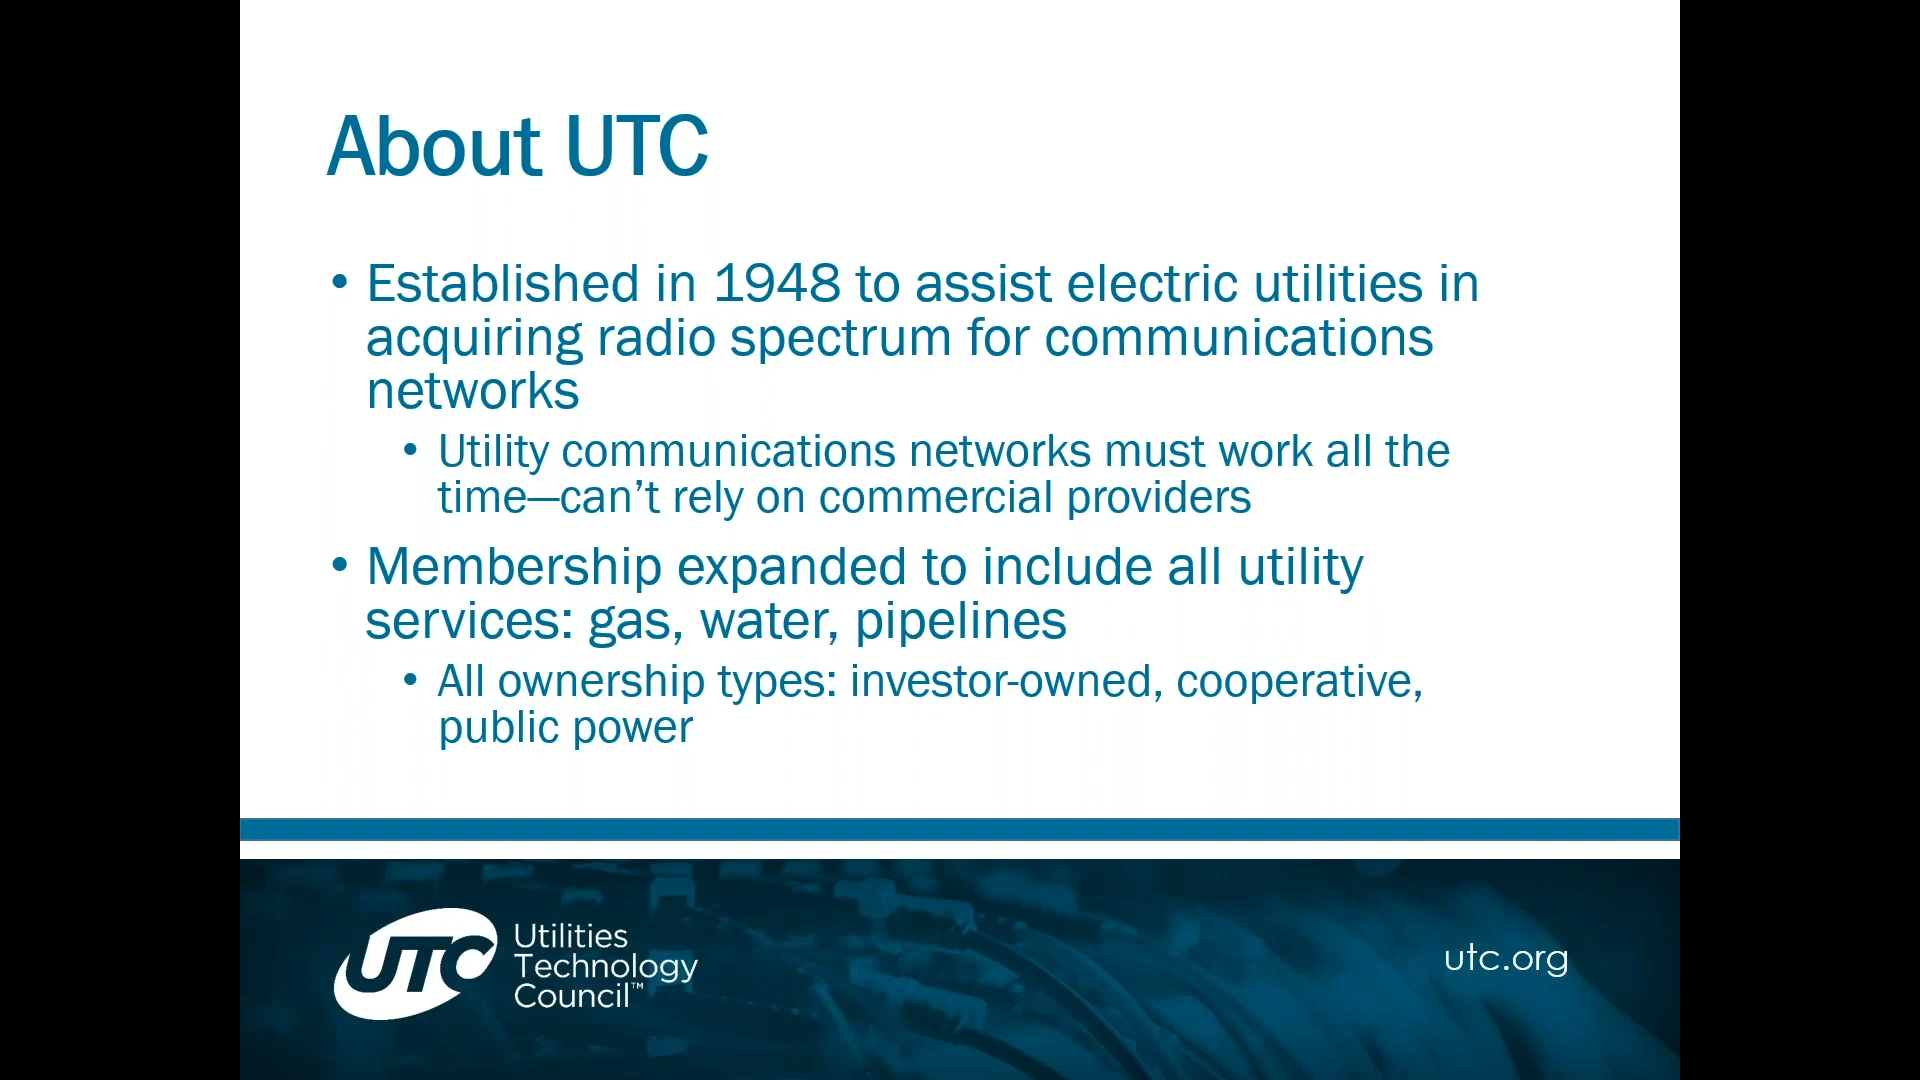 About UTC
• Established in 1948 to assist electric utilities in
acquiring radio spectrum for communications
networks
• Utility communications networks must work all the
time—can’t rely on commercial providers
• Membership expanded to include all utility
services: gas, water, pipelines
• All ownership types: investor-owned, cooperative,
public power
UTC
Utilities
Technology
Council™
utc.org